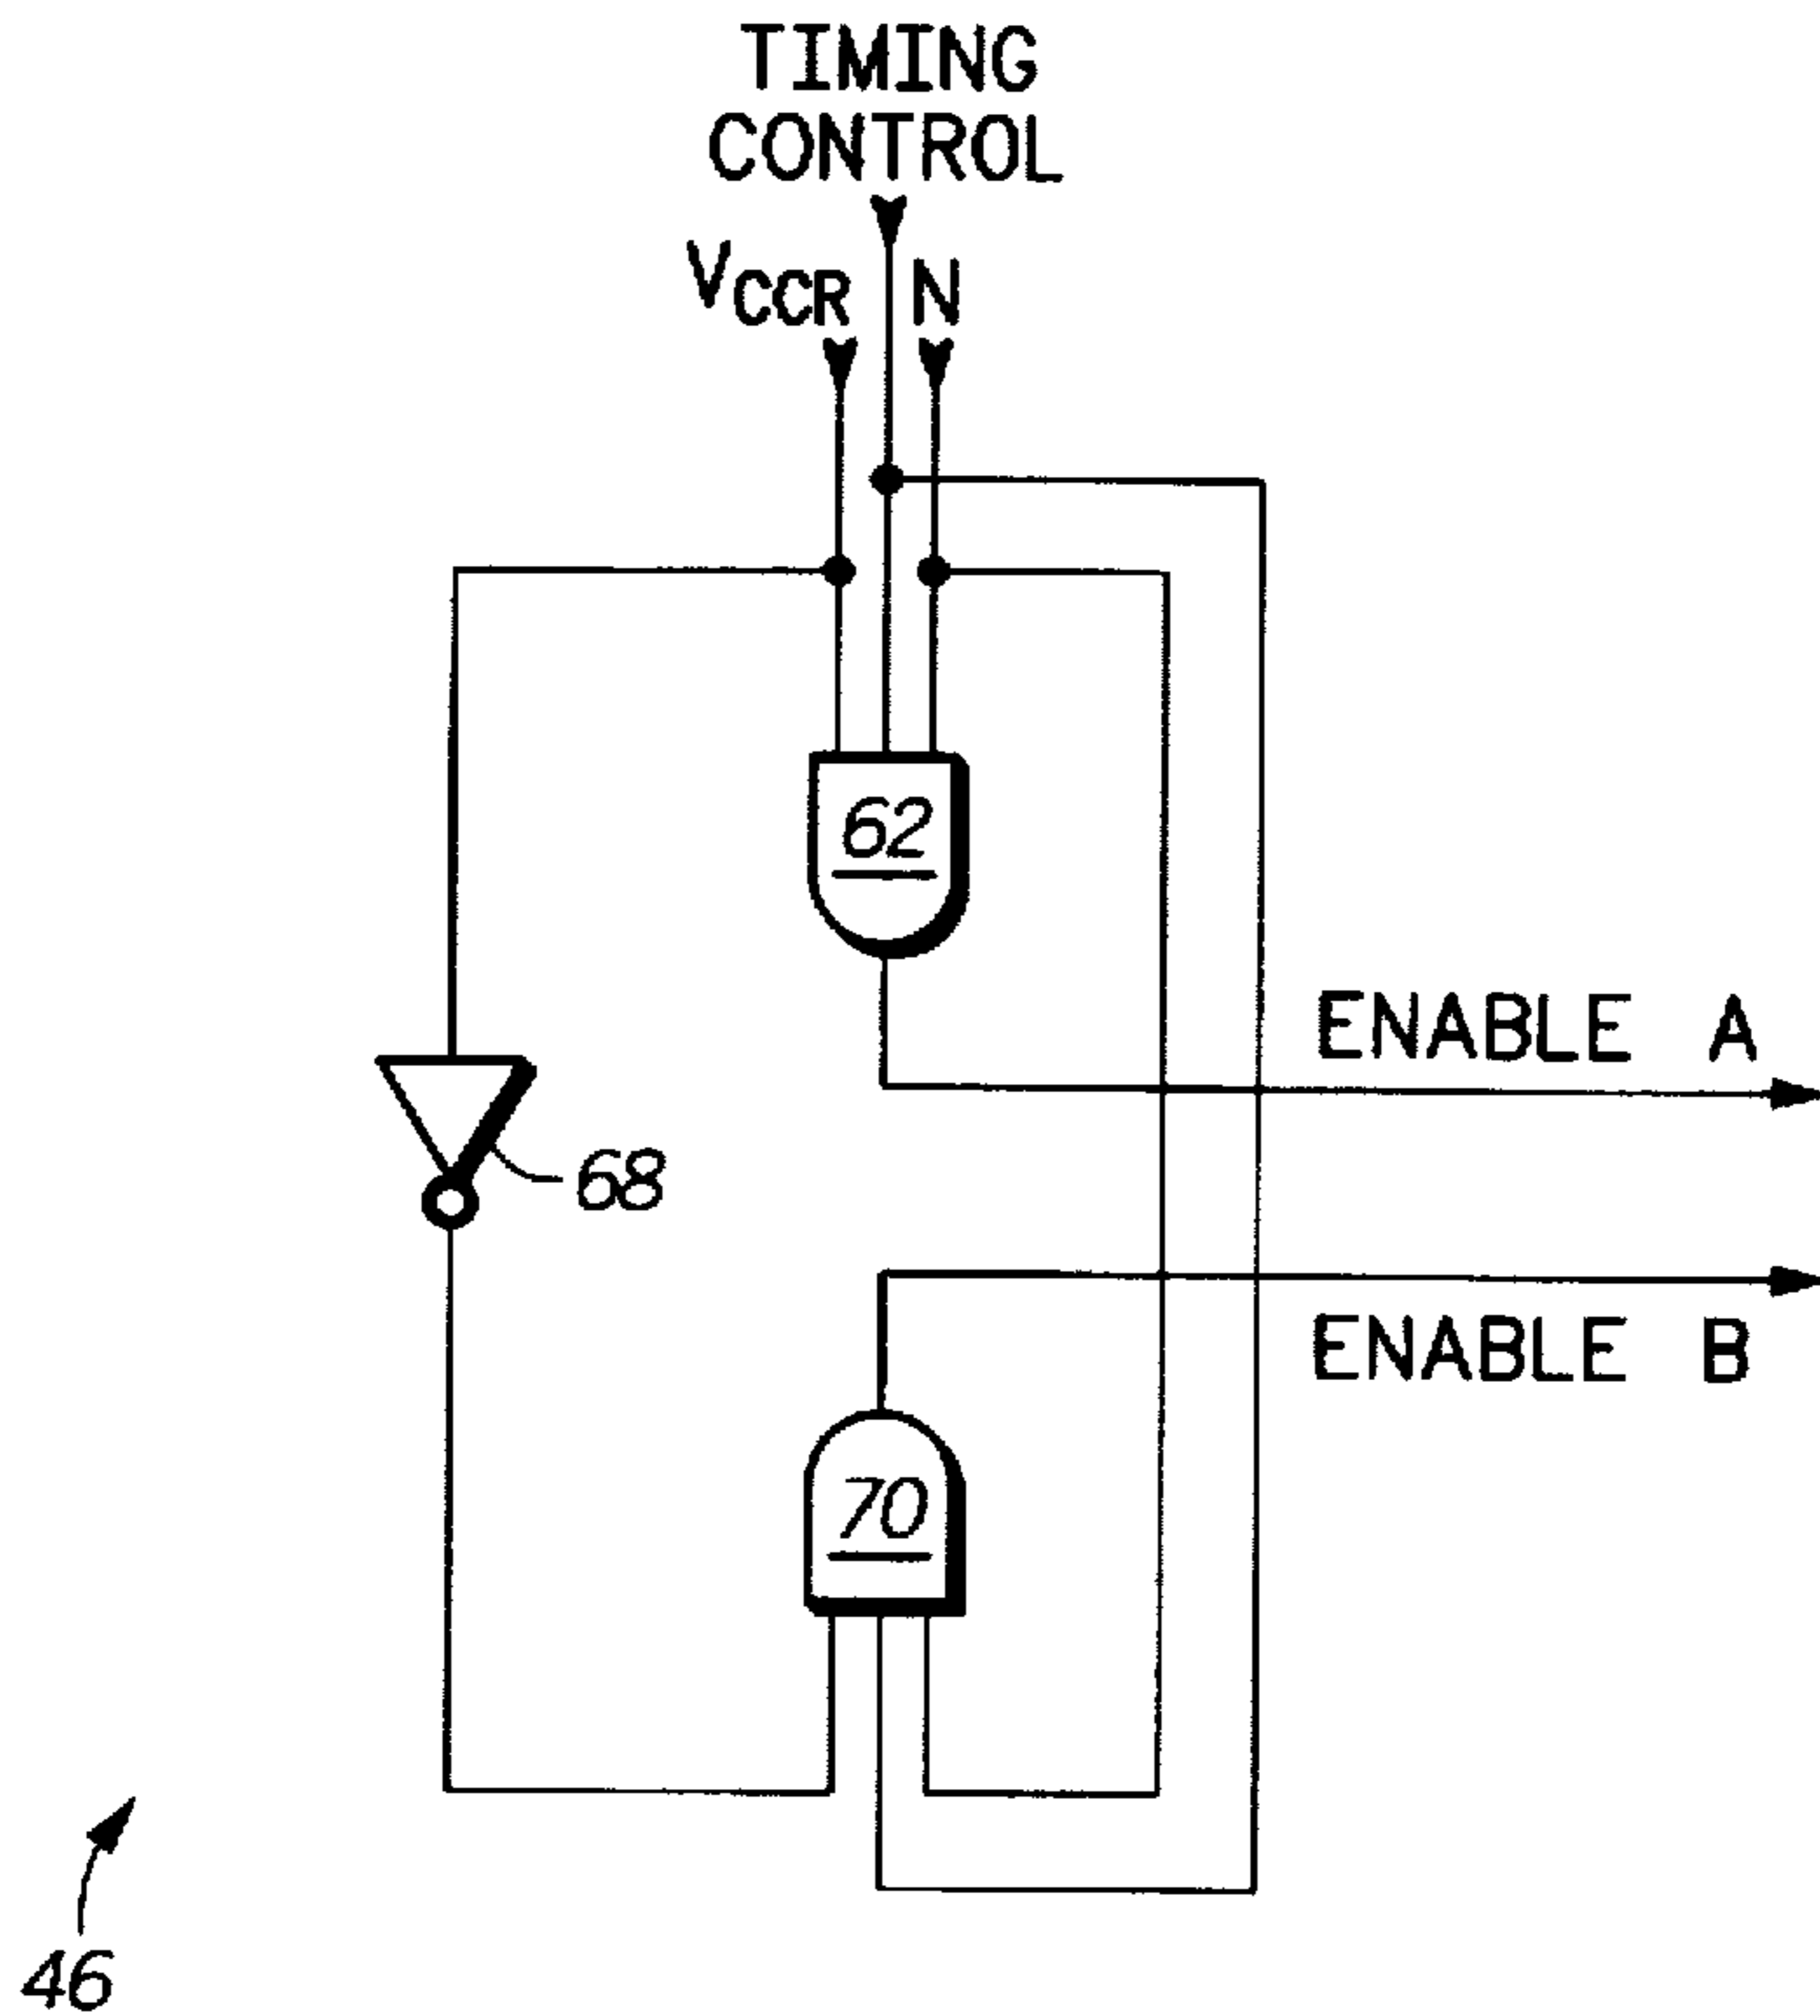 TIMING
CONTROL
VCCR N
62
ENABLE A
68
ENABLE B
70
46